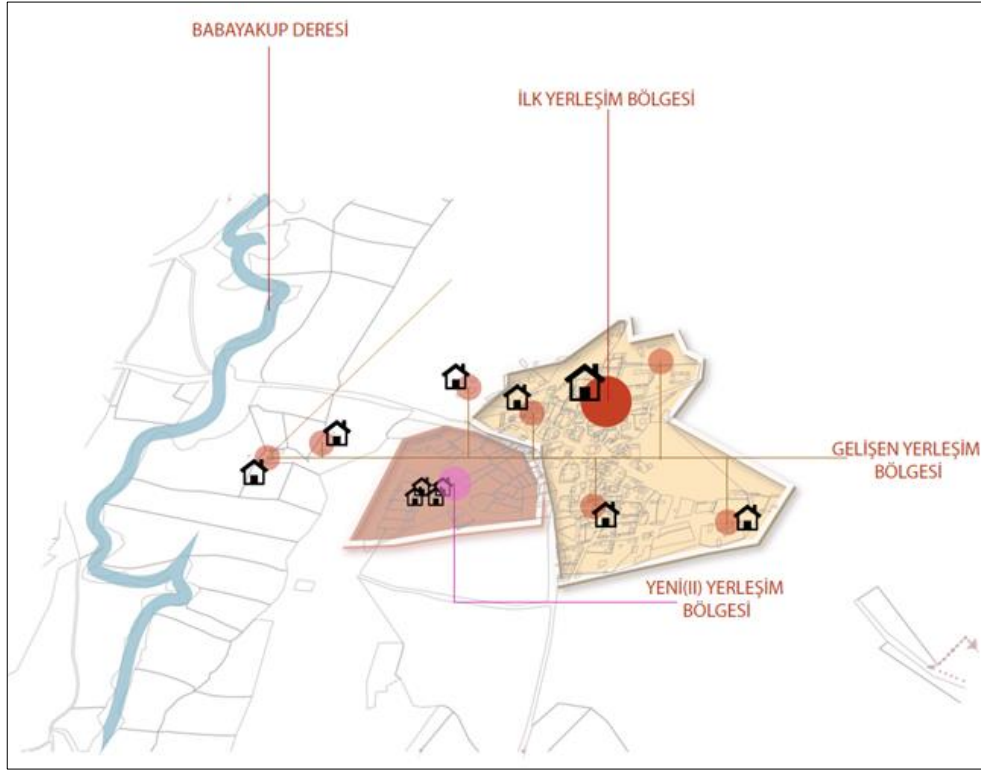 BABAYAKUP DERESİ
İLK YERLEŞİM BÖLGESİ
GELİŞEN YERLEŞİM
BÖLGESİ
YENİ(II) YERLEŞİM
BÖLGESİ